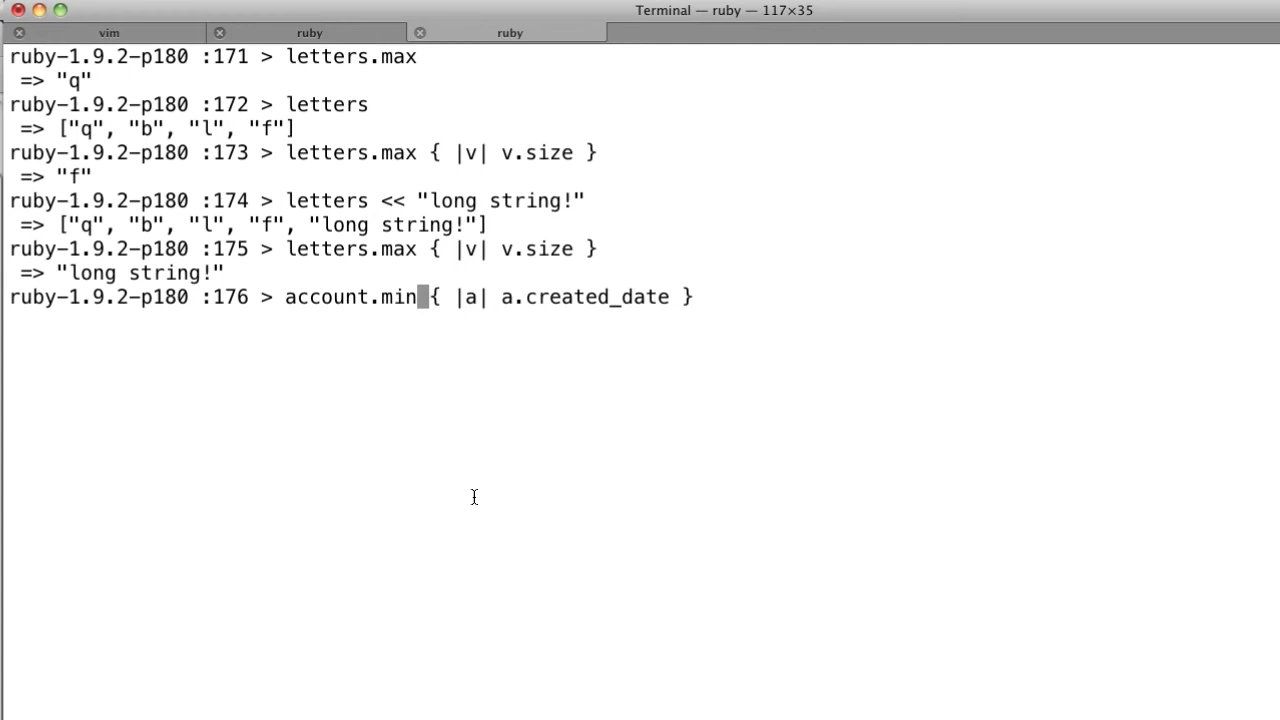 Terminal — ruby — 117×35
vim ruby ruby
ruby-1.9.2-p180 :171 > letters.max
=> "q"
ruby-1.9.2-p180 :172 > letters
=> ["q", "b", "l", "f"]
ruby-1.9.2-p180 :173 > letters.max { |v| v.size }
=> "f"
ruby-1.9.2-p180 :174 > letters << "long string!"
=> ["q", "b", "l", "f", "long string!"]
ruby-1.9.2-p180 :175 > letters.max { |v| v.size }
=> "long string!"
ruby-1.9.2-p180 :176 > account.min { |a| a.created_date }